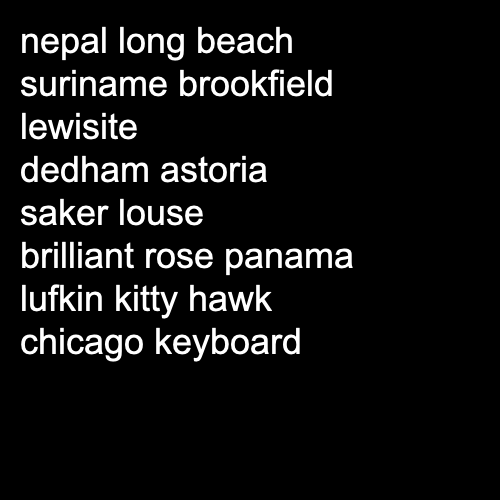 nepal long beach
suriname brookfield
lewisite
dedham astoria
saker louse
brilliant rose panama
lufkin kitty hawk
chicago keyboard